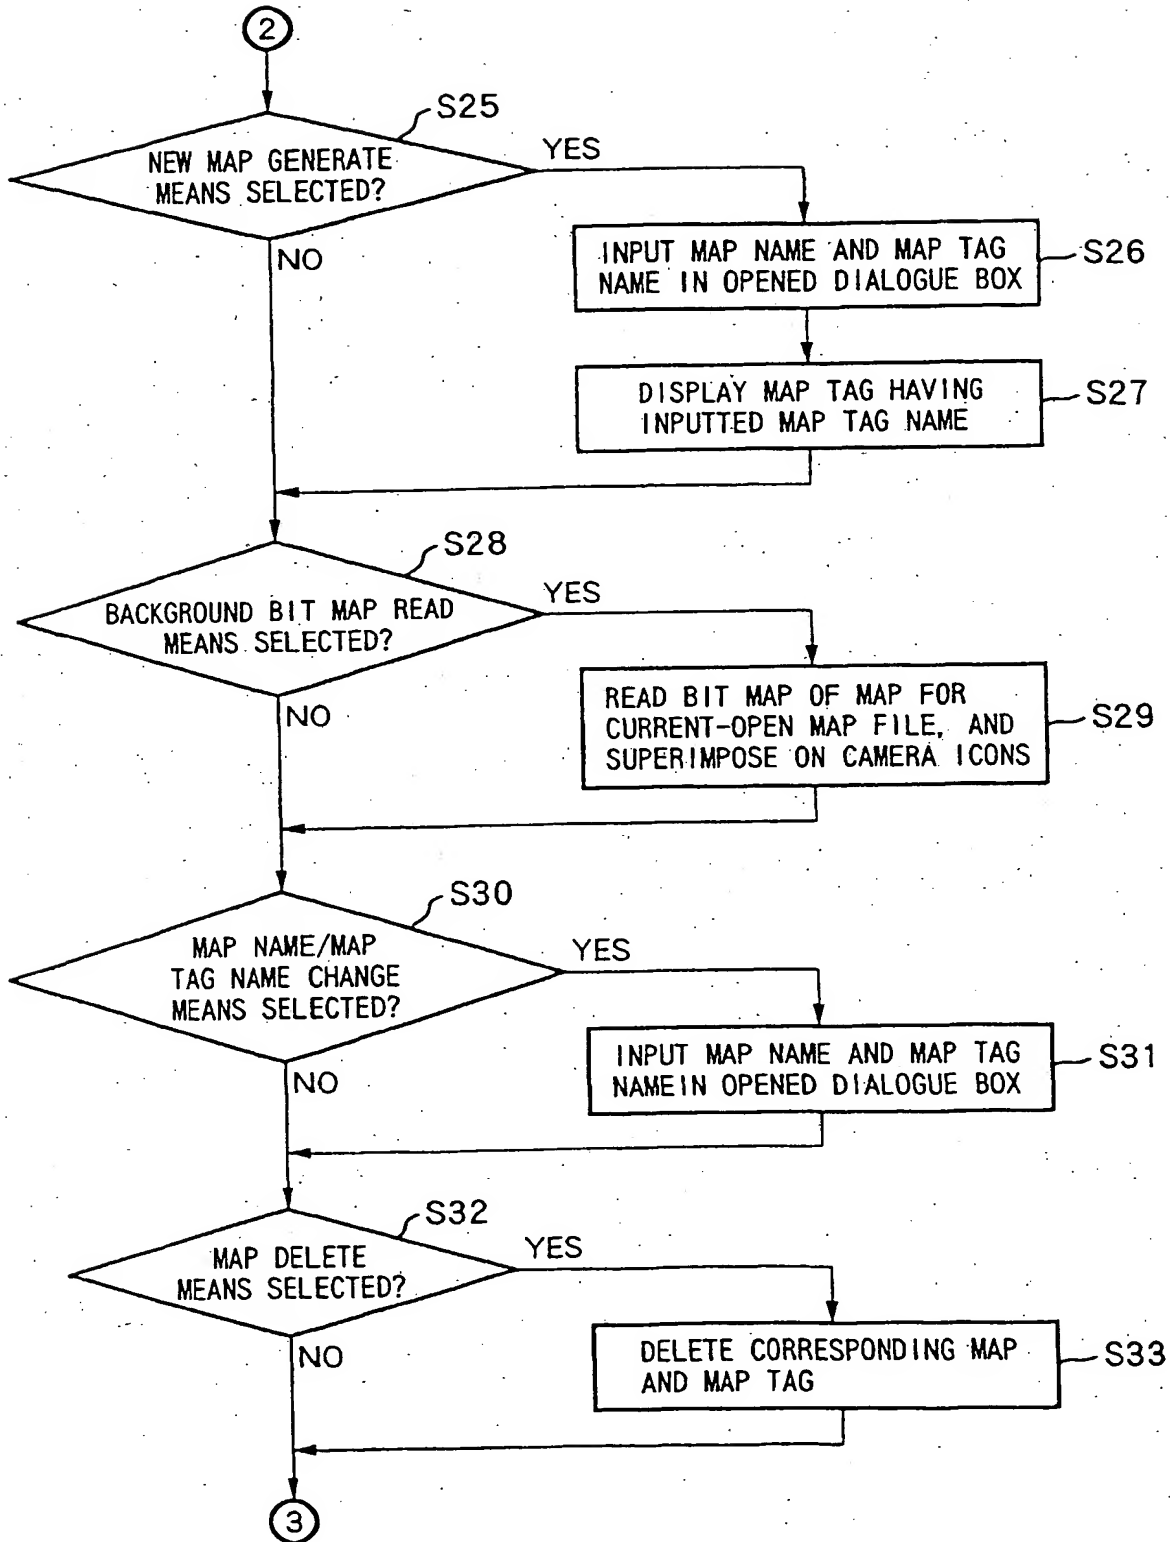 2
S25
NEW MAP GENERATE
MEANS SELECTED?
YES
NO
INPUT MAP NAME AND MAP TAG
NAME IN OPENED DIALOGUE BOX
S26
DISPLAY MAP TAG HAVING
INPUTTED MAP TAG NAME
S27
S28
BACKGROUND BIT MAP READ
MEANS SELECTED?
YES
NO
READ BIT MAP OF MAP FOR
CURRENT-OPEN MAP FILE, AND
SUPERIMPOSE ON CAMERA ICONS
S29
S30
MAP NAME/MAP
TAG NAME CHANGE
MEANS SELECTED?
YES
NO
INPUT MAP NAME AND MAP TAG
NAMEIN OPENED DIALOGUE BOX
S31
S32
MAP DELETE
MEANS SELECTED?
YES
NO
DELETE CORRESPONDING MAP
AND MAP TAG
S33
3